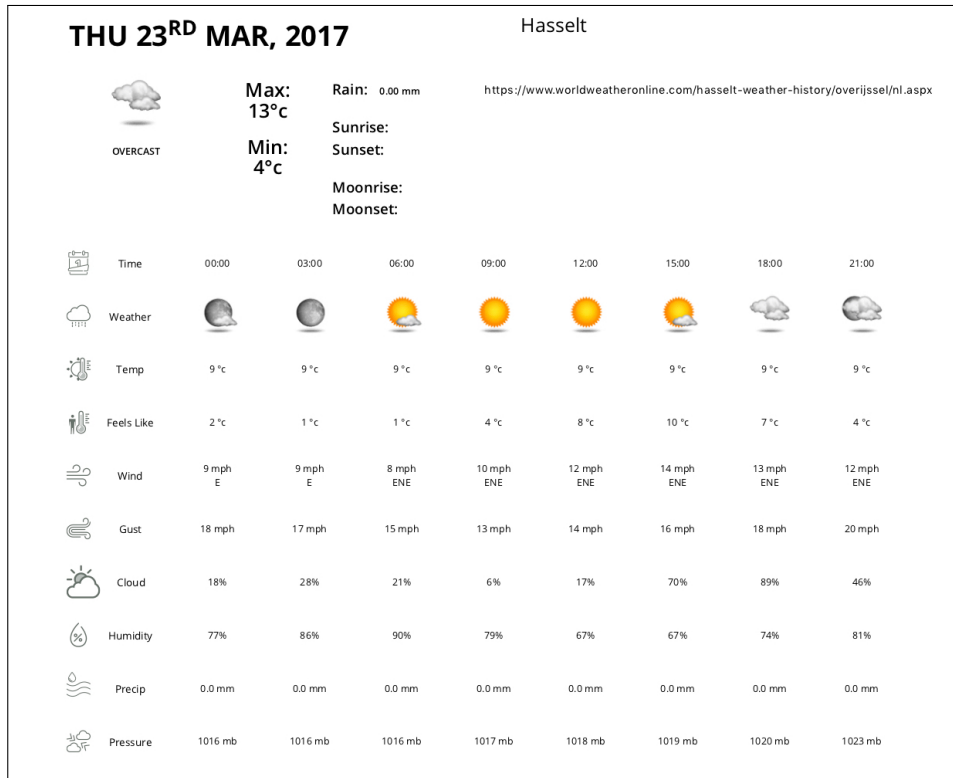 THU 23RD MAR, 2017
Hasselt
OVERCAST
Max:
13°c
Min:
4°c
Rain: 0.00 mm
Sunrise:
Sunset:
Moonrise:
Moonset:
https://www.worldweatheronline.com/hasselt-weather-history/overijssel/nl.aspx
Time 00:00 03:00 06:00 09:00 12:00 15:00 18:00 21:00
Weather
Temp 9 °c 9 °c 9 °c 9 °c 9 °c 9 °c 9 °c 9 °c
Feels Like 2 °c 1 °c 1 °c 4 °c 8 °c 10 °c 7 °c 4 °c
Wind 9 mph 9 mph 8 mph 10 mph 12 mph 14 mph 13 mph 12 mph
E E ENE ENE ENE ENE ENE ENE
Gust 18 mph 17 mph 15 mph 13 mph 14 mph 16 mph 18 mph 20 mph
Cloud 18% 28% 21% 6% 17% 70% 89% 46%
Humidity 77% 86% 90% 79% 67% 67% 74% 81%
Precip 0.0 mm 0.0 mm 0.0 mm 0.0 mm 0.0 mm 0.0 mm 0.0 mm 0.0 mm
Pressure 1016 mb 1016 mb 1016 mb 1017 mb 1018 mb 1019 mb 1020 mb 1023 mb